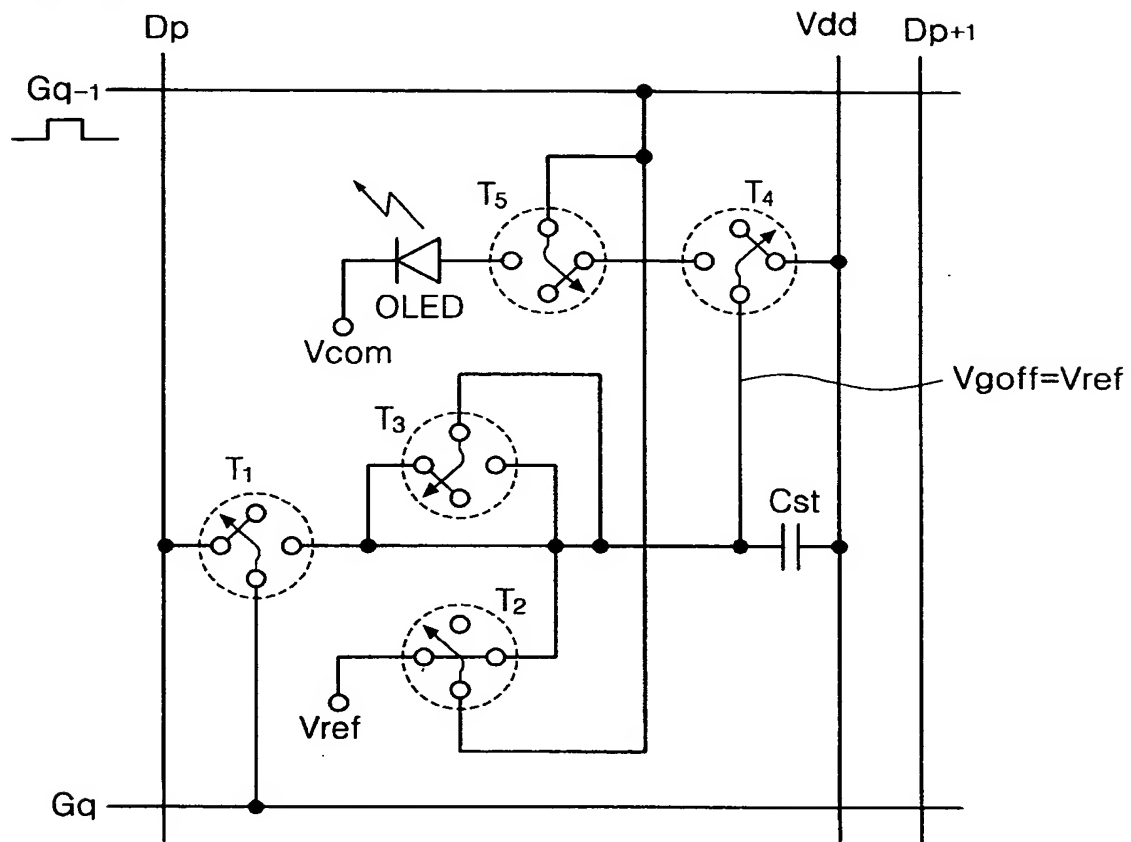 Dp
Vdd
Dp+1
Gq-1
T5
T4
OLED
Vcom
Vgoff=Vref
T3
T1
Cst
T2
Vref
Gq